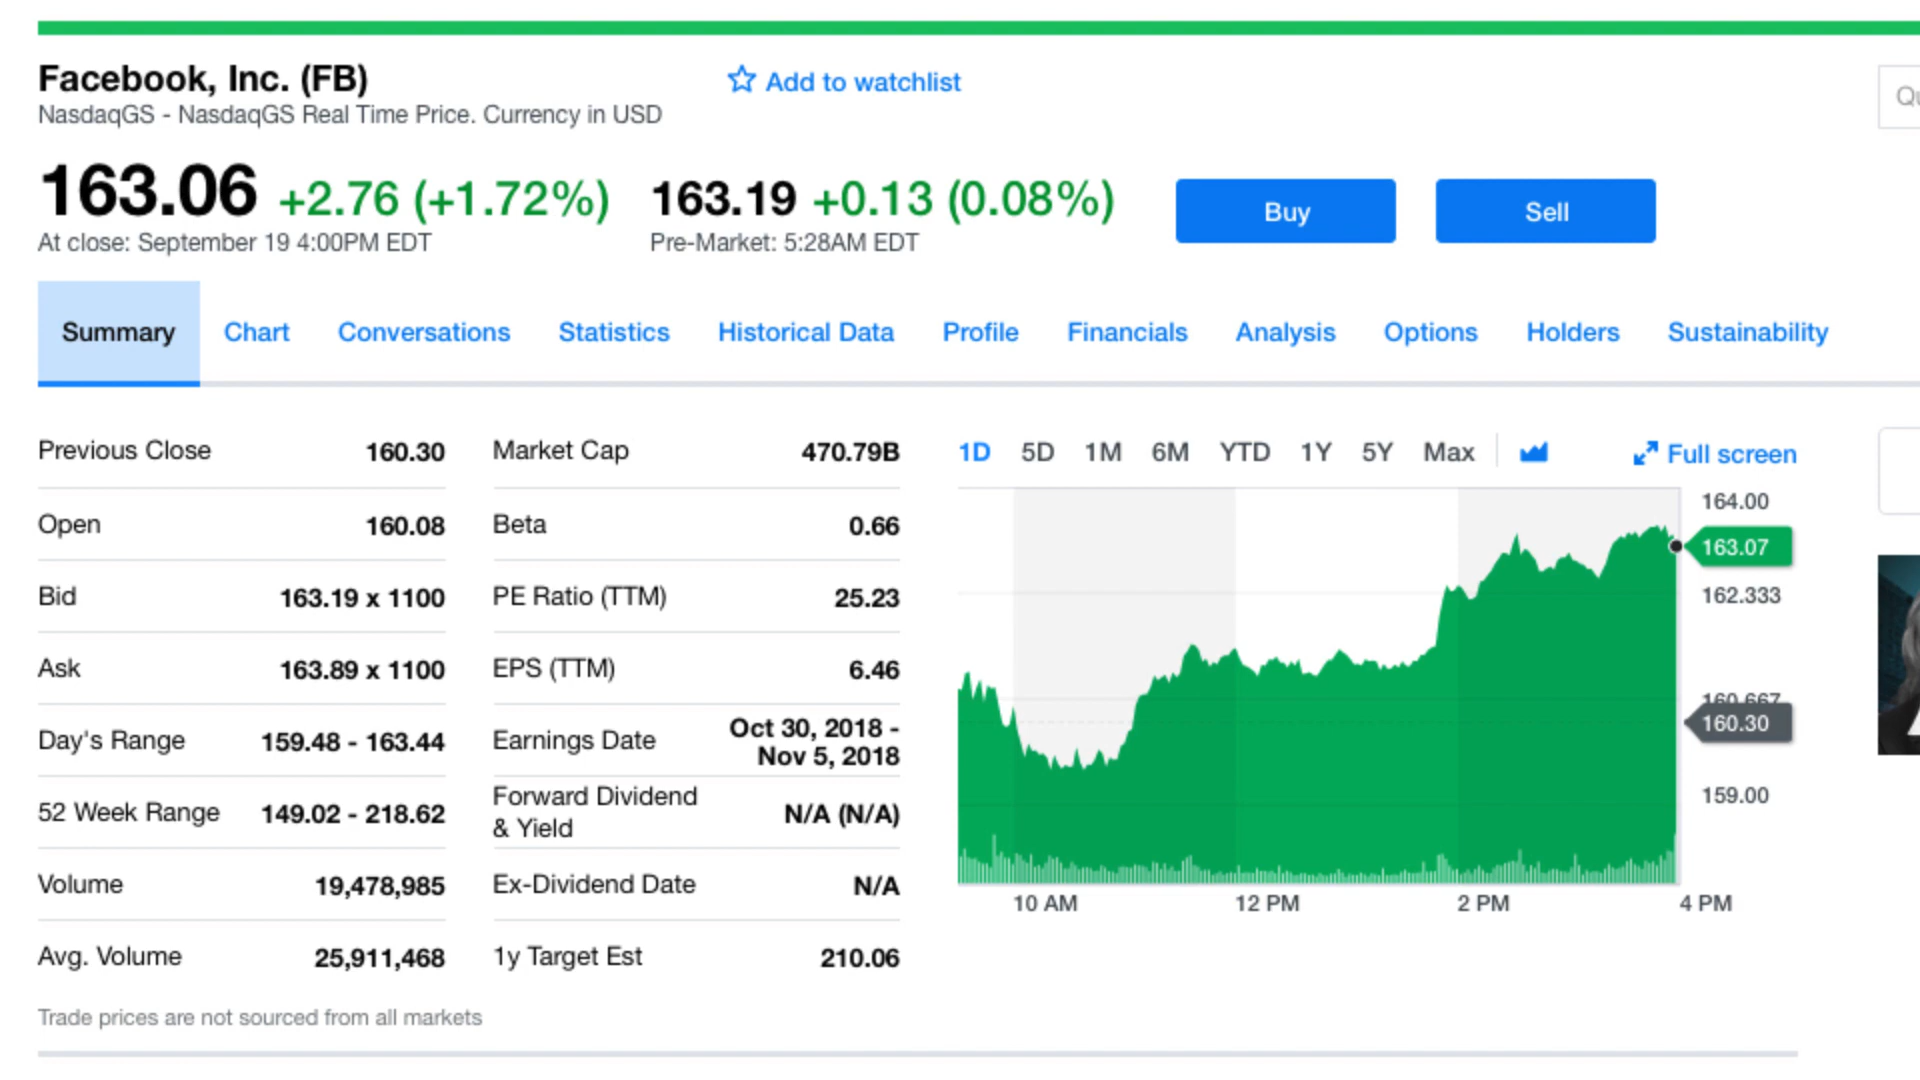 Facebook, Inc. (FB)
Add to watchlist
NasdaqGS - NasdaqGS Real Time Price. Currency in USD
163.06 +2.76 (+1.72%)
At close: September 19 4:00PM EDT
163.19 +0.13 (0.08%)
Pre-Market: 5:28AM EDT
Buy
Sell
Summary Chart Conversations Statistics Historical Data Profile Financials Analysis Options Holders Sustainability
Previous Close 160.30
Open 160.08
Bid 163.19 x 1100
Ask 163.89 x 1100
Day's Range 159.48 - 163.44
52 Week Range 149.02 - 218.62
Volume 19,478,985
Avg. Volume 25,911,468
Market Cap 470.79B
Beta 0.66
PE Ratio (TTM) 25.23
EPS (TTM) 6.46
Earnings Date Oct 30, 2018 -
Nov 5, 2018
Forward Dividend
& Yield N/A (N/A)
Ex-Dividend Date N/A
1y Target Est 210.06
1D 5D 1M 6M YTD 1Y 5Y Max
Full screen
164.00
163.07
162.333
160.667
160.30
159.00
10 AM 12 PM 2 PM 4 PM
Trade prices are not sourced from all markets